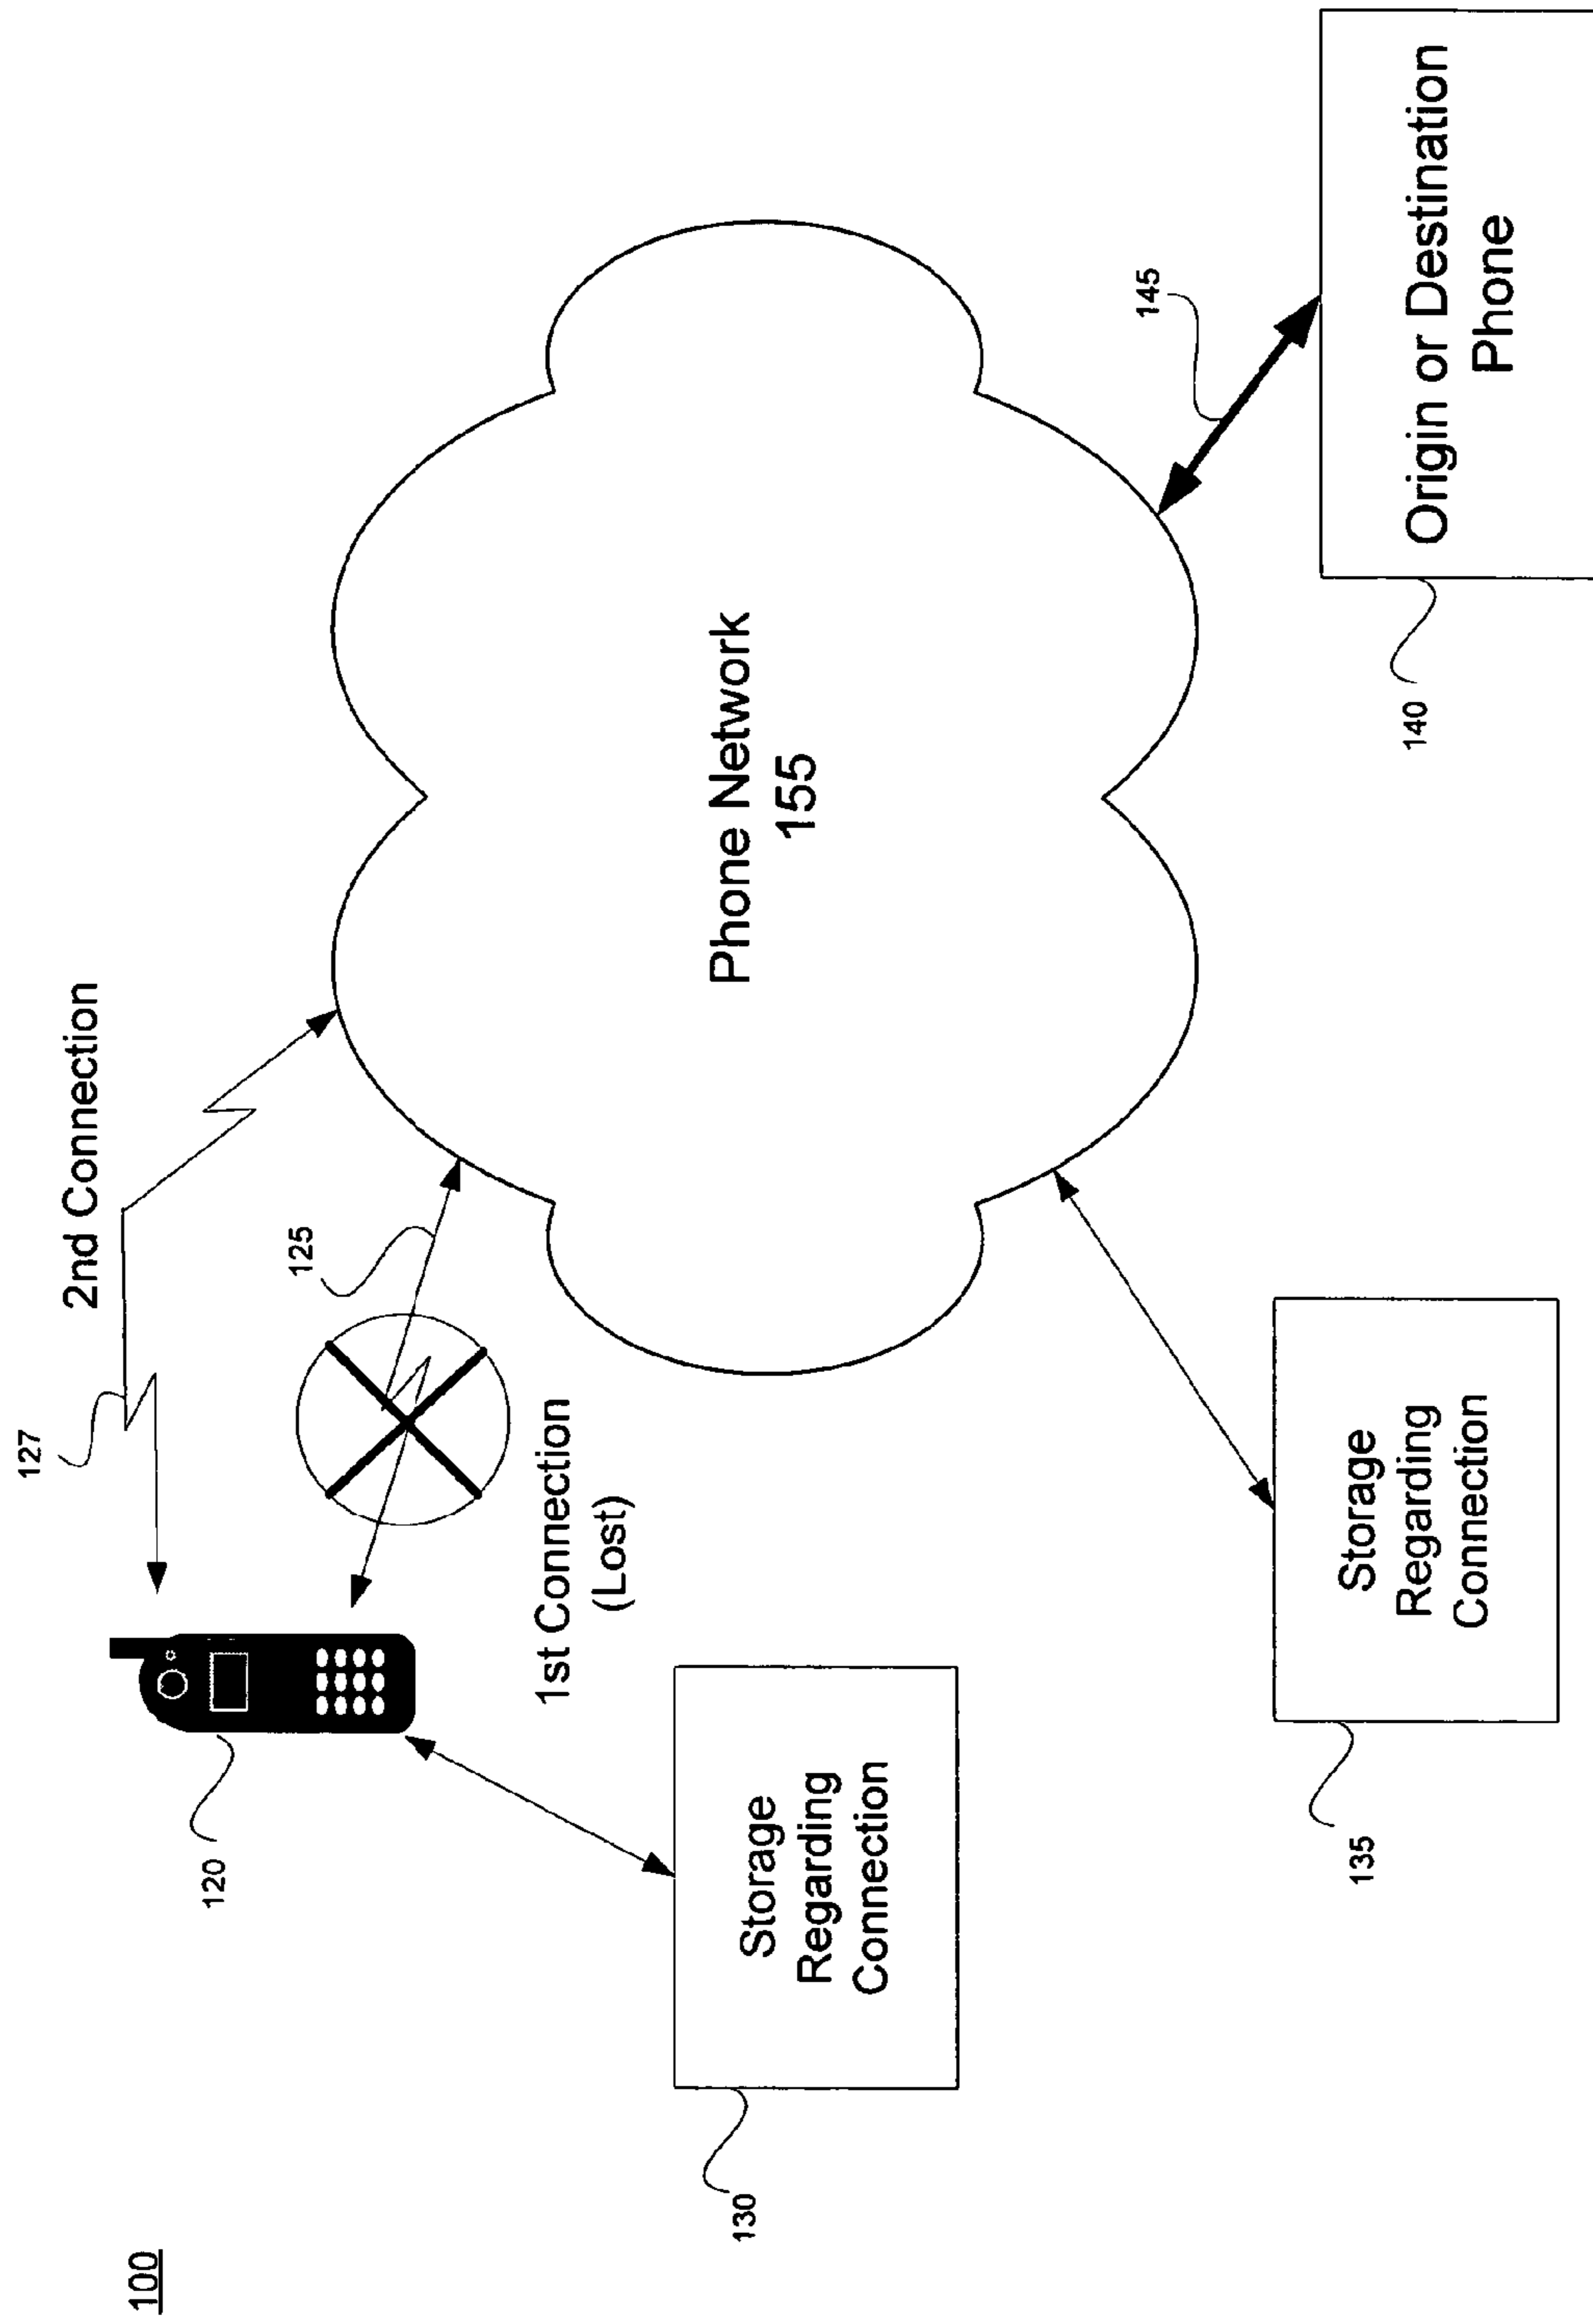 100
127
2nd Connection
120
125
1st Connection
(Lost)
130
Storage
Regarding
Connection
Phone Network
155
145
135
Storage
Regarding
Connection
140
Origin or Destination
Phone